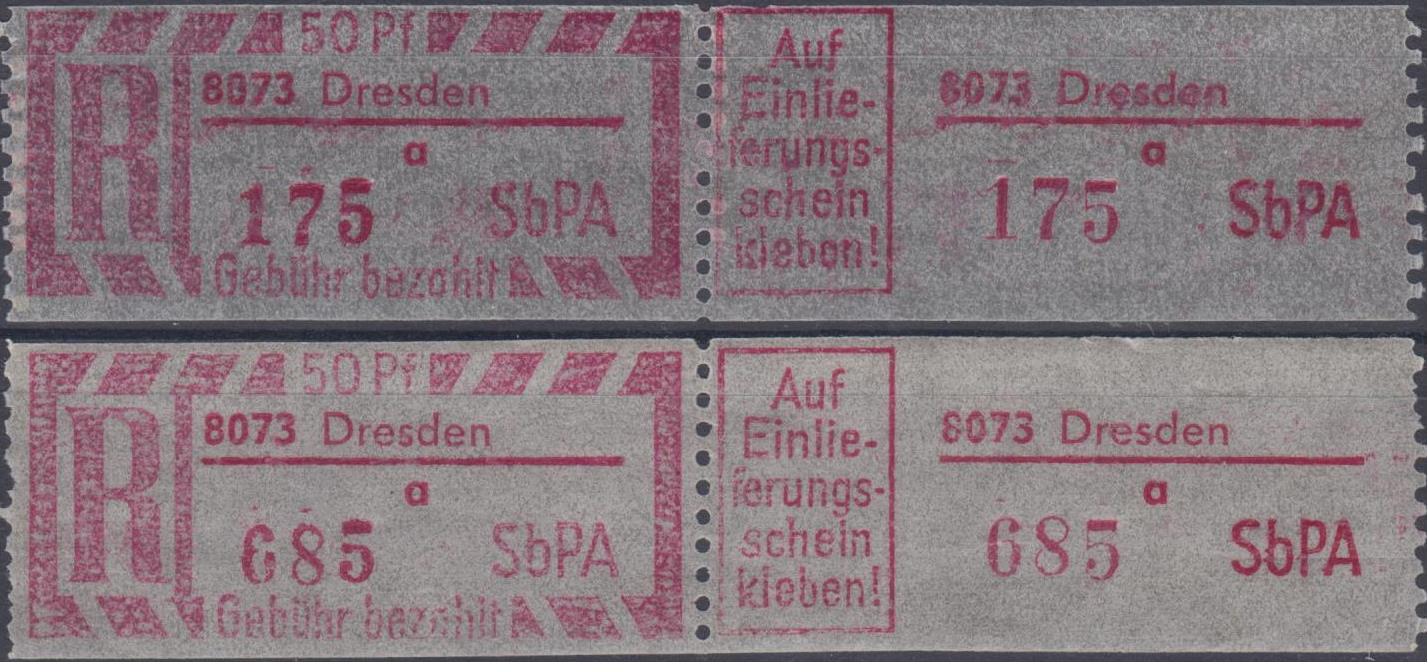 50 Pf
R
8073 Dresden
a
175 SbPA
Gebühr bezahlt
Auf
Einlie-
ferungs-
schein
kleben!
8073 Dresden
a
175 SbPA
50 Pf
R
8073 Dresden
a
685 SbPA
Gebühr bezahlt
Auf
Einlie-
ferungs-
schein
kleben!
8073 Dresden
a
685 SbPA